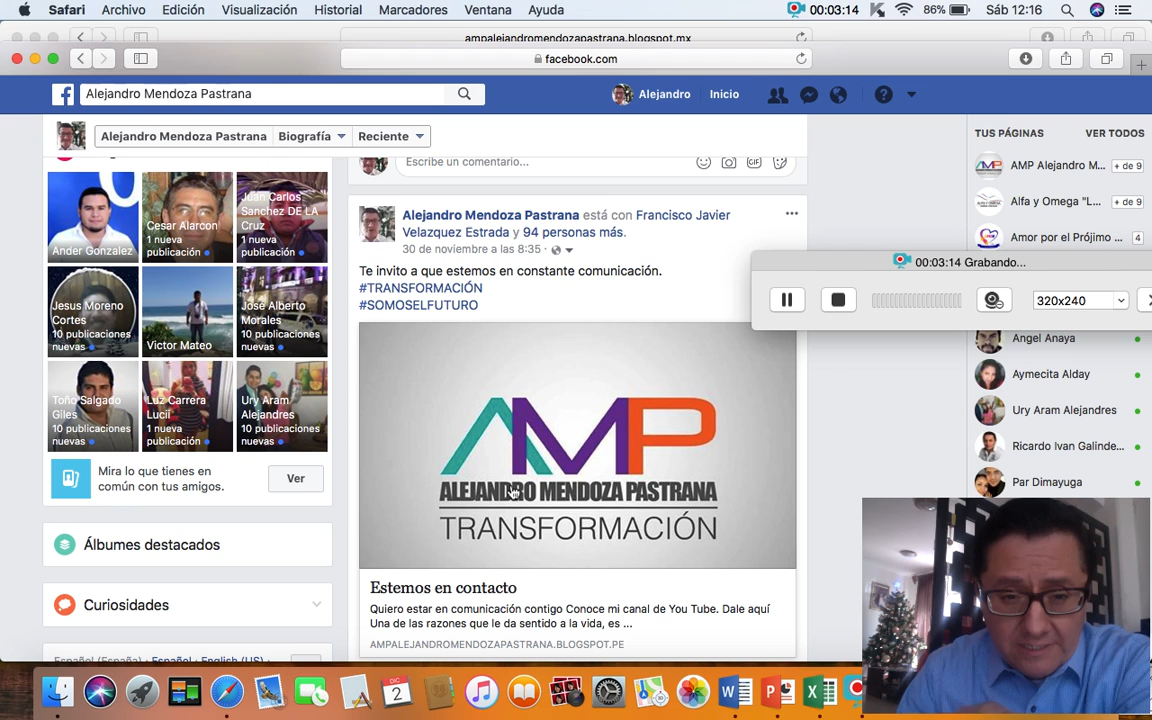 Safari Archivo Edición Visualización Historial Marcadores Ventana Ayuda 00:03:14 86% Sáb 12:16
ampalejandromendozapastrana.blogspot.mx
facebook.com
Alejandro Mendoza Pastrana
Alejandro Inicio
Alejandro Mendoza Pastrana Biografía Reciente
TUS PÁGINAS VER TODOS
Escribe un comentario...
GIF
AMP Alejandro M... + de 9
Alfa y Omega "L... + de 9
Amor por el Prójimo ... 4
Ander Gonzalez
Cesar Alarcon
1 nueva
publicación
Juan Carlos
Sanchez DE LA
Cruz
1 nueva
publicación
Jesus Moreno
Cortes
10 publicaciones
nuevas
Victor Mateo
Jose Alberto
Morales
10 publicaciones
nuevas
Toño Salgado
Giles
10 publicaciones
nuevas
Luz Carrera
Lucil
1 nueva
publicación
Ury Aram
Alejandres
10 publicaciones
nuevas
Mira lo que tienes en
común con tus amigos.
Ver
Álbumes destacados
Curiosidades
Español (España) · Español · English (US) ·
Alejandro Mendoza Pastrana está con Francisco Javier
Velazquez Estrada y 94 personas más.
30 de noviembre a las 8:35 ·
Te invito a que estemos en constante comunicación.
#TRANSFORMACIÓN
#SOMOSELFUTURO
AMP
ALEJANDRO MENDOZA PASTRANA
TRANSFORMACIÓN
Estemos en contacto
Quiero estar en comunicación contigo Conoce mi canal de You Tube. Dale aquí
Una de las razones que le da sentido a la vida, es ...
AMPALEJANDROMENDOZAPASTRANA.BLOGSPOT.PE
00:03:14 Grabando...
320x240
Angel Anaya
Aymecita Alday
Ury Aram Alejandres
Ricardo Ivan Galinde...
Par Dimayuga
DIC
2